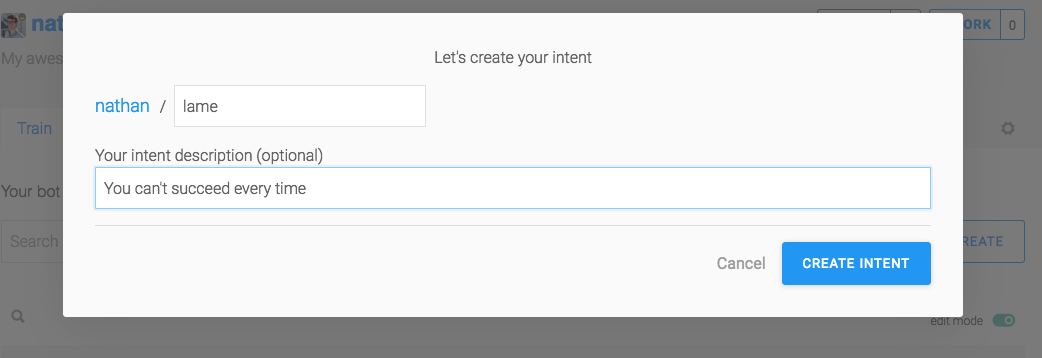 nat
ORK 0
My awes
Let's create your intent
nathan / lame
Train
Your intent description (optional)
You can't succeed every time
Your bot
Search
REATE
Cancel CREATE INTENT
edit mode